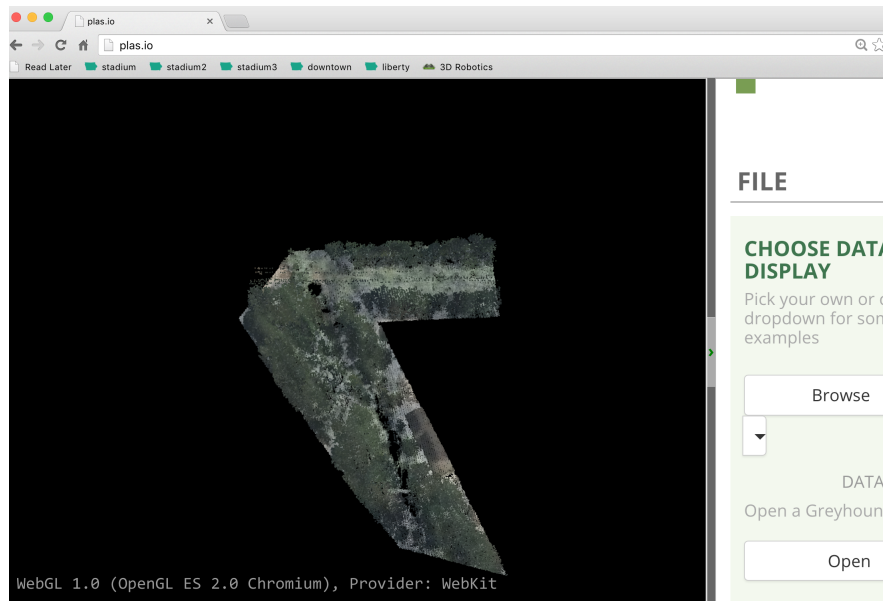 plas.io
plas.io
Read Later stadium stadium2 stadium3 downtown liberty 3D Robotics
FILE
CHOOSE DATA
DISPLAY
Pick your own or
dropdown for som
examples
Browse
DATA
Open a Greyhoun
Open
WebGL 1.0 (OpenGL ES 2.0 Chromium), Provider: WebKit